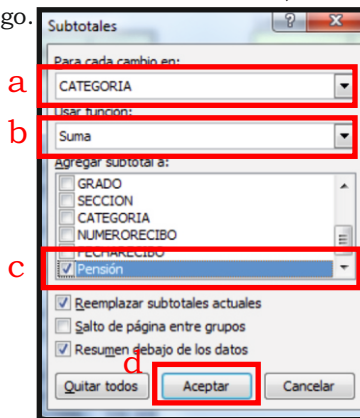 go.
Subtotales
Para cada cambio en:
a
CATEGORIA
Usar función:
b
Suma
Agregar subtotal a:
GRADO
SECCION
CATEGORIA
NUMERORECIBO
FECHARECIBO
c
Pensión
Reemplazar subtotales actuales
Salto de página entre grupos
Resumen debajo de los datos
d
Quitar todos Aceptar Cancelar